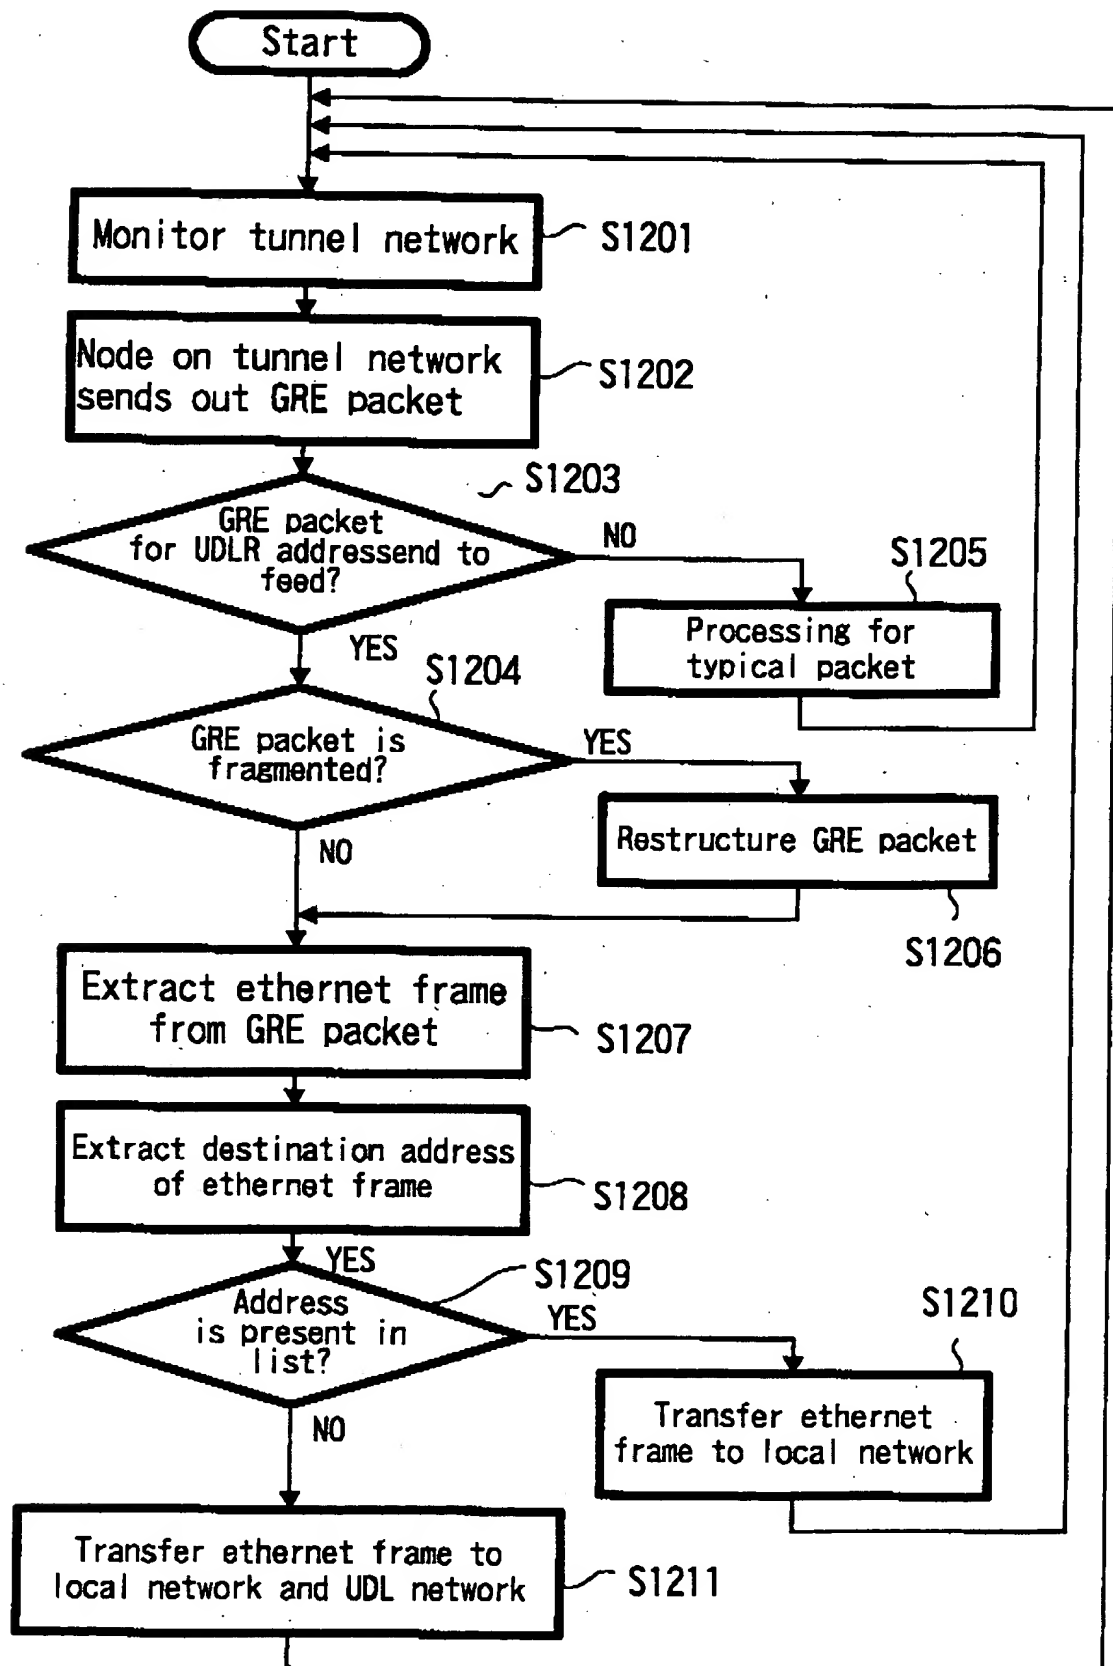 Start
Monitor tunnel network
S1201
Node on tunnel network
sends out GRE packet
S1202
S1203
GRE packet
for UDLR addressend to
feed?
NO
S1205
Processing for
typical packet
YES
S1204
GRE packet is
fragmented?
YES
Restructure GRE packet
NO
S1206
Extract ethernet frame
from GRE packet
S1207
Extract destination address
of ethernet frame
S1208
YES
S1209
Address
is present in
list?
YES
S1210
Transfer ethernet
frame to local network
NO
Transfer ethernet frame to
local network and UDL network
S1211